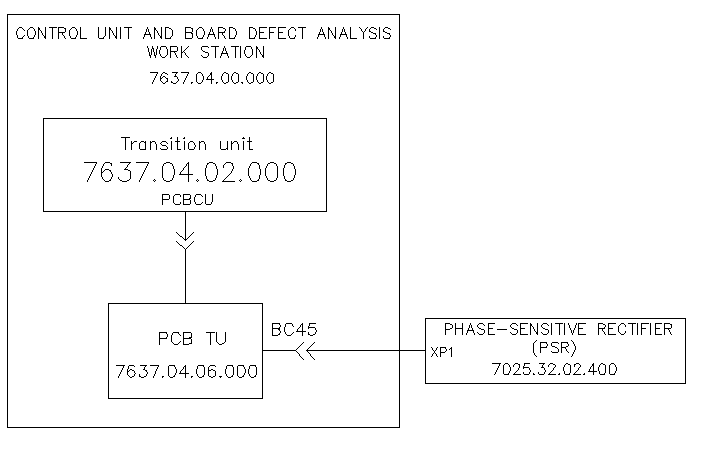 CONTROL UNIT AND BOARD DEFECT ANALYSIS
WORK STATION
7637.04.00.000
Transition unit
7637.04.02.000
PCBCU
PCB TU
7637.04.06.000
BC45
XP1
PHASE-SENSITIVE RECTIFIER
(PSR)
7025.32.02.400